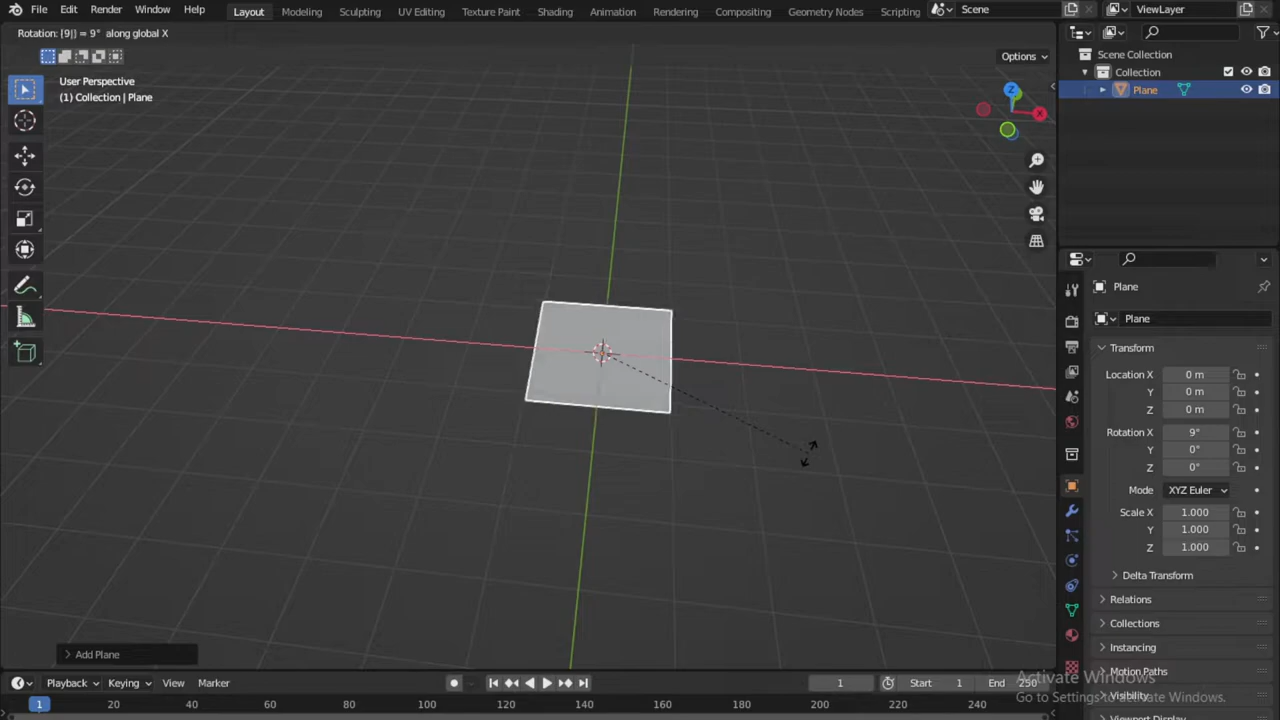 File Edit Render Window Help Layout Modeling Sculpting UV Editing Texture Paint Shading Animation Rendering Compositing Geometry Nodes Scripting Scene ViewLayer
Rotation: [9|] = 9° along global X
Options
User Perspective
(1) Collection | Plane
Z
X
Add Plane
Scene Collection
Collection
Plane
Plane
Plane
Transform
Location X 0 m
Y 0 m
Z 0 m
Rotation X 9°
Y 0°
Z 0°
Mode XYZ Euler
Scale X 1.000
Y 1.000
Z 1.000
Delta Transform
Relations
Collections
Instancing
Motion Paths
Visibility
Viewport Display
Activate Windows
Go to Settings to Activate Windows.
Playback Keying View Marker 1 Start 1 End 250
1 20 40 60 80 100 120 140 160 180 200 220 240